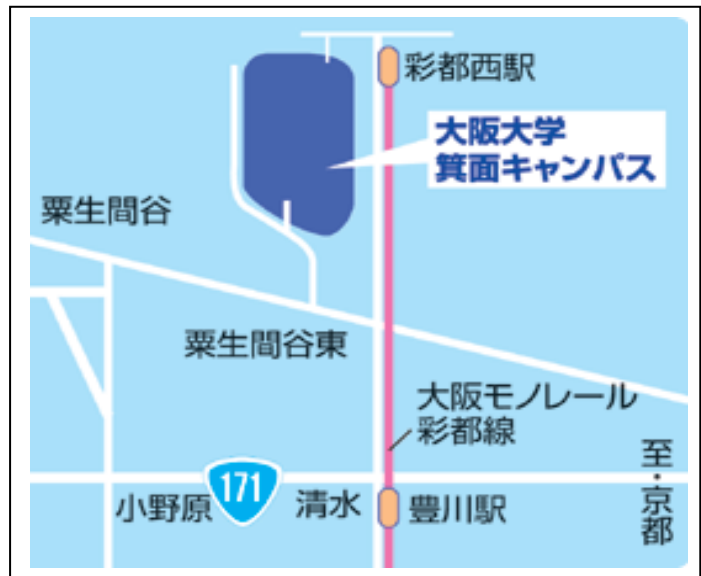 彩都西駅
大阪大学
箕面キャンパス
粟生間谷
粟生間谷東
大阪モノレール
彩都線
至・京都
171
小野原
清水
豊川駅